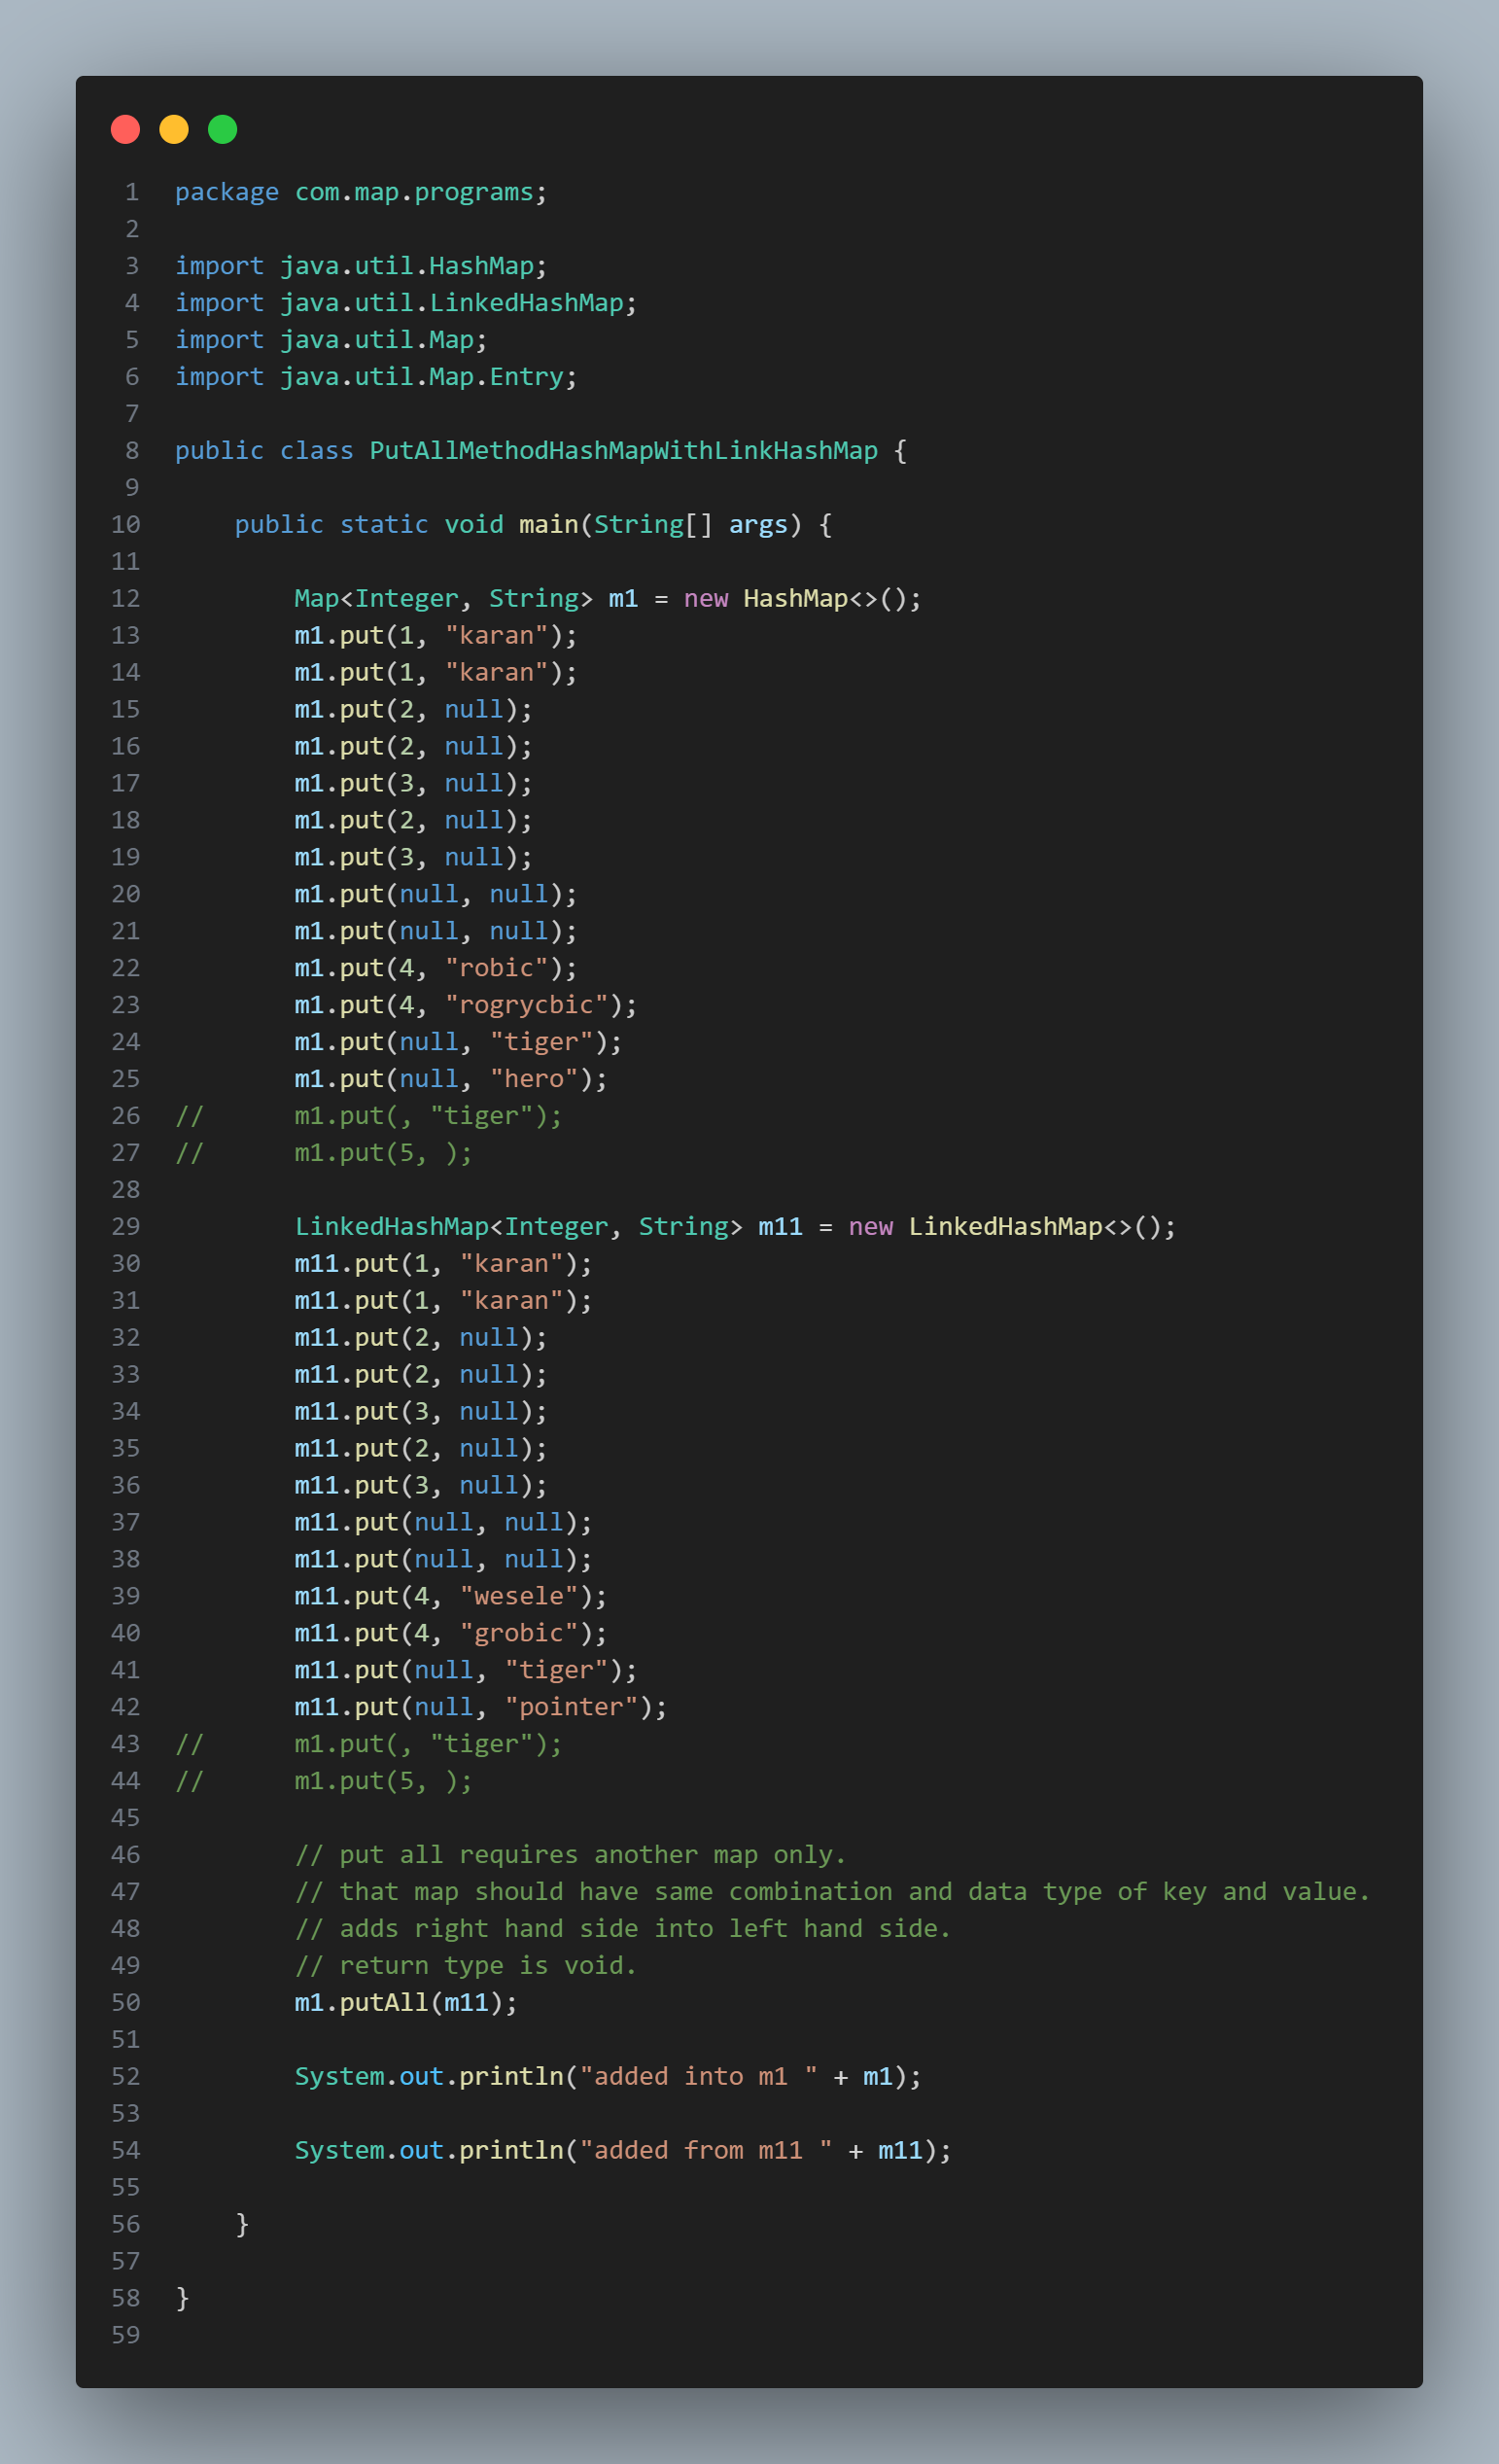 1 package com.map.programs;
2
3 import java.util.HashMap;
4 import java.util.LinkedHashMap;
5 import java.util.Map;
6 import java.util.Map.Entry;
7
8 public class PutAllMethodHashMapWithLinkHashMap {
9
10     public static void main(String[] args) {
11
12         Map<Integer, String> m1 = new HashMap<>();
13         m1.put(1, "karan");
14         m1.put(1, "karan");
15         m1.put(2, null);
16         m1.put(2, null);
17         m1.put(3, null);
18         m1.put(2, null);
19         m1.put(3, null);
20         m1.put(null, null);
21         m1.put(null, null);
22         m1.put(4, "robic");
23         m1.put(4, "rogrycbic");
24         m1.put(null, "tiger");
25         m1.put(null, "hero");
26 //      m1.put(, "tiger");
27 //      m1.put(5, );
28
29         LinkedHashMap<Integer, String> m11 = new LinkedHashMap<>();
30         m11.put(1, "karan");
31         m11.put(1, "karan");
32         m11.put(2, null);
33         m11.put(2, null);
34         m11.put(3, null);
35         m11.put(2, null);
36         m11.put(3, null);
37         m11.put(null, null);
38         m11.put(null, null);
39         m11.put(4, "wesele");
40         m11.put(4, "grobic");
41         m11.put(null, "tiger");
42         m11.put(null, "pointer");
43 //      m1.put(, "tiger");
44 //      m1.put(5, );
45
46         // put all requires another map only.
47         // that map should have same combination and data type of key and value.
48         // adds right hand side into left hand side.
49         // return type is void.
50         m1.putAll(m11);
51
52         System.out.println("added into m1 " + m1);
53
54         System.out.println("added from m11 " + m11);
55
56     }
57
58 }
59